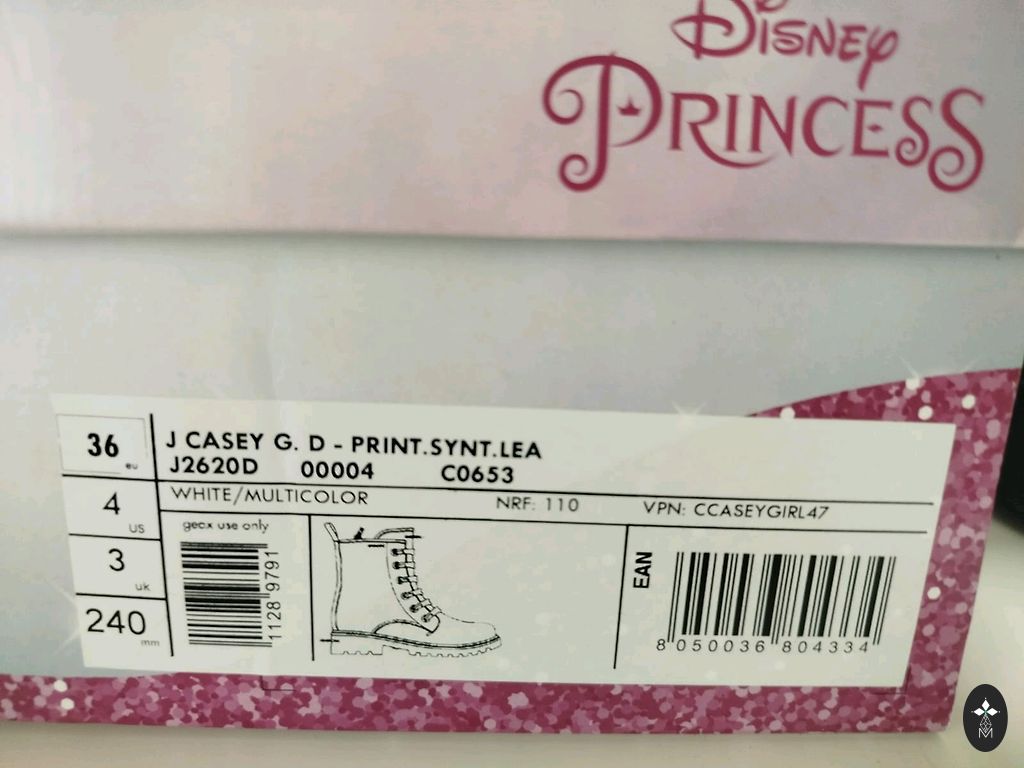 Disney
PRINCESS
36 eu
J CASEY G. D - PRINT.SYNT.LEA
J2620D 00004 C0653
4 US
WHITE/MULTICOLOR NRF: 110 VPN: CCASEYGIRL47
geox use only
3 uk
1128 9791
EAN
240 mm
8 050036 804334
M